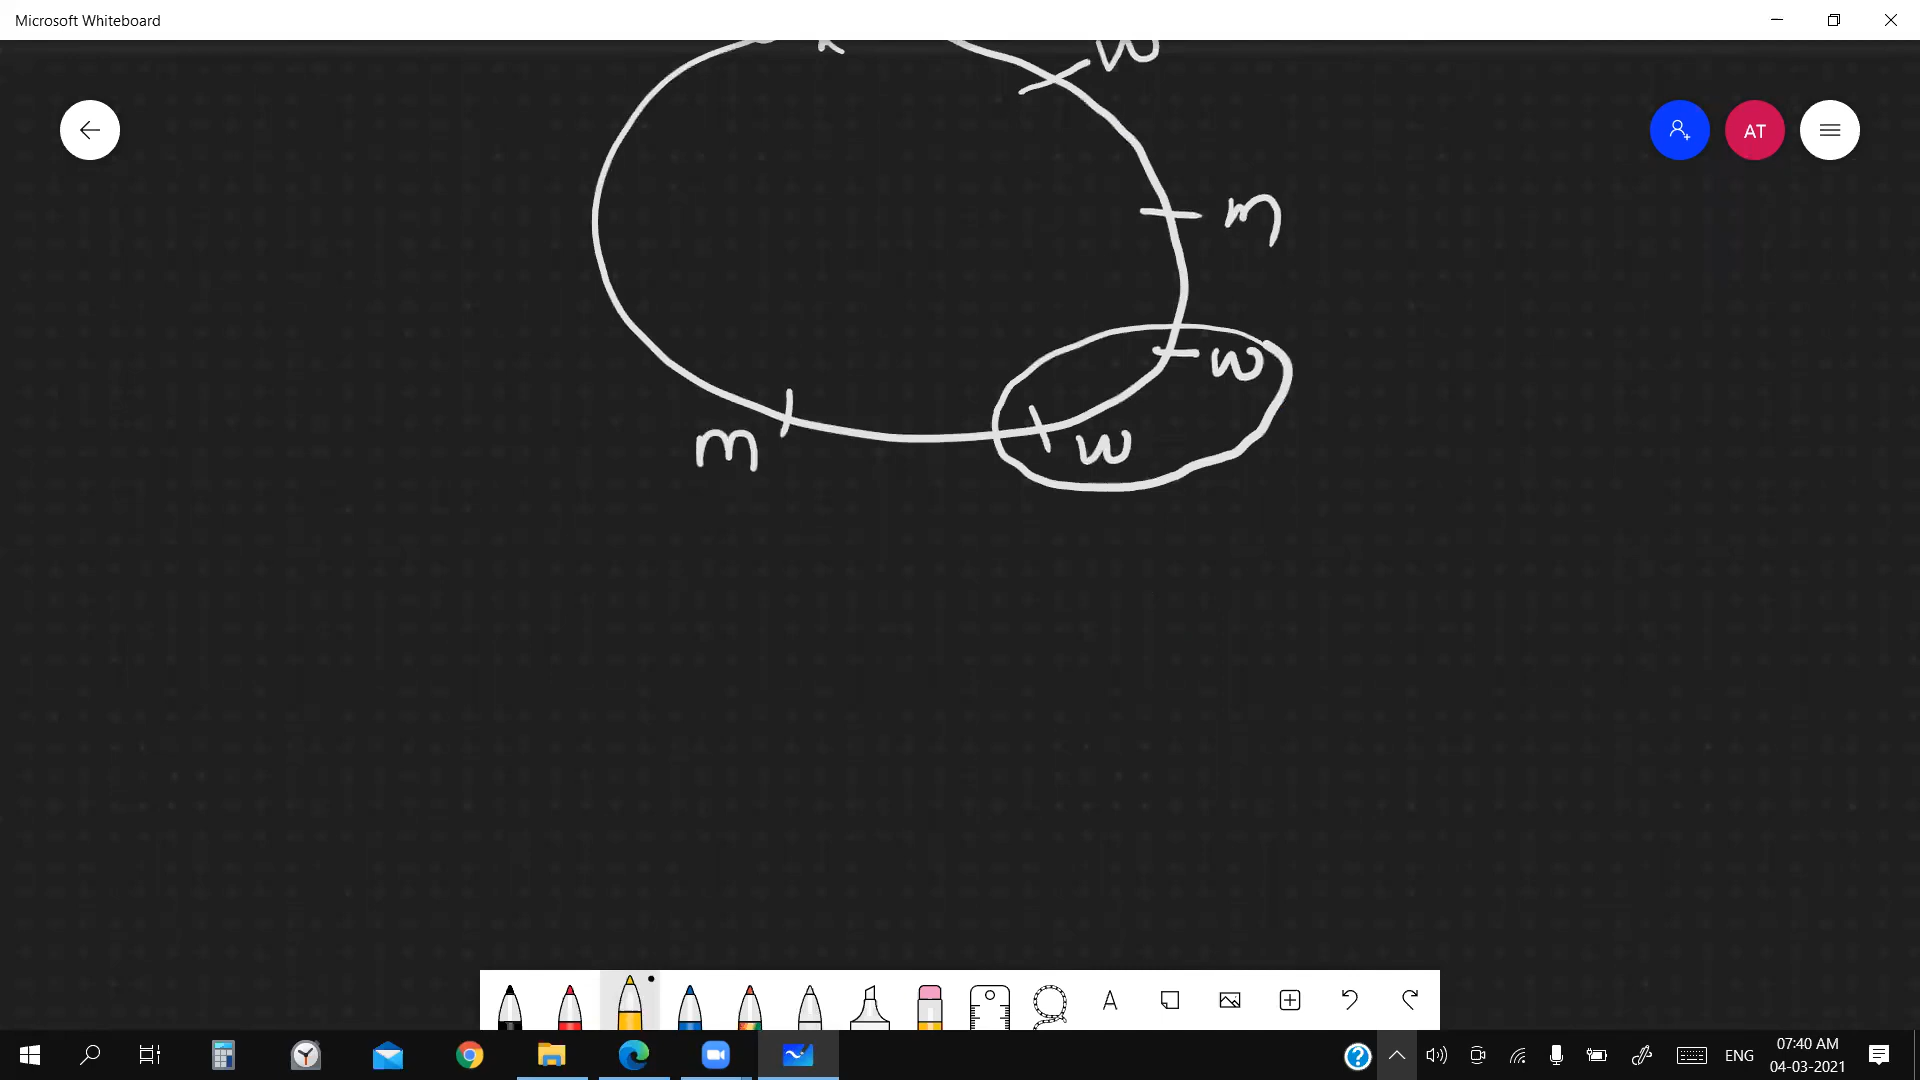 Microsoft Whiteboard
AT
m
w
w
m
A
ENG
07:40 AM
04-03-2021